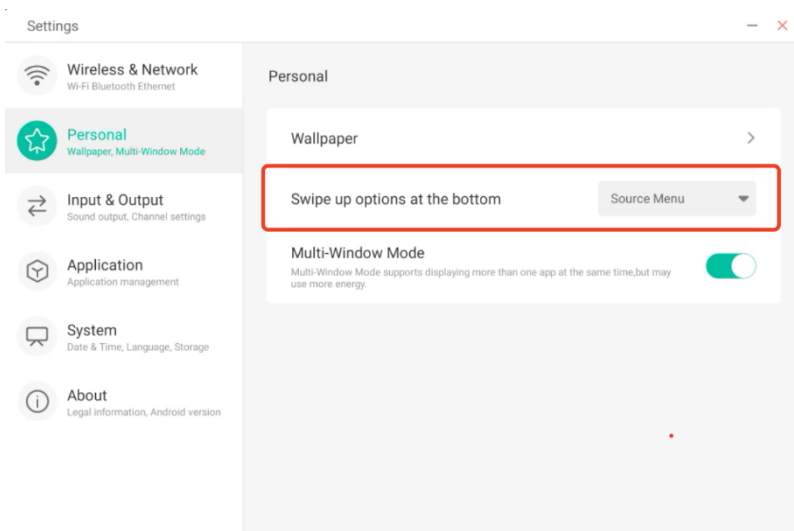 Settings
Wireless & Network
Wi-Fi Bluetooth Ethernet
Personal
Wallpaper, Multi-Window Mode
Input & Output
Sound output, Channel settings
Application
Application management
System
Date & Time, Language, Storage
About
Legal information, Android version
Personal
Wallpaper
Swipe up options at the bottom
Source Menu
Multi-Window Mode
Multi-Window Mode supports displaying more than one app at the same time,but may
use more energy.